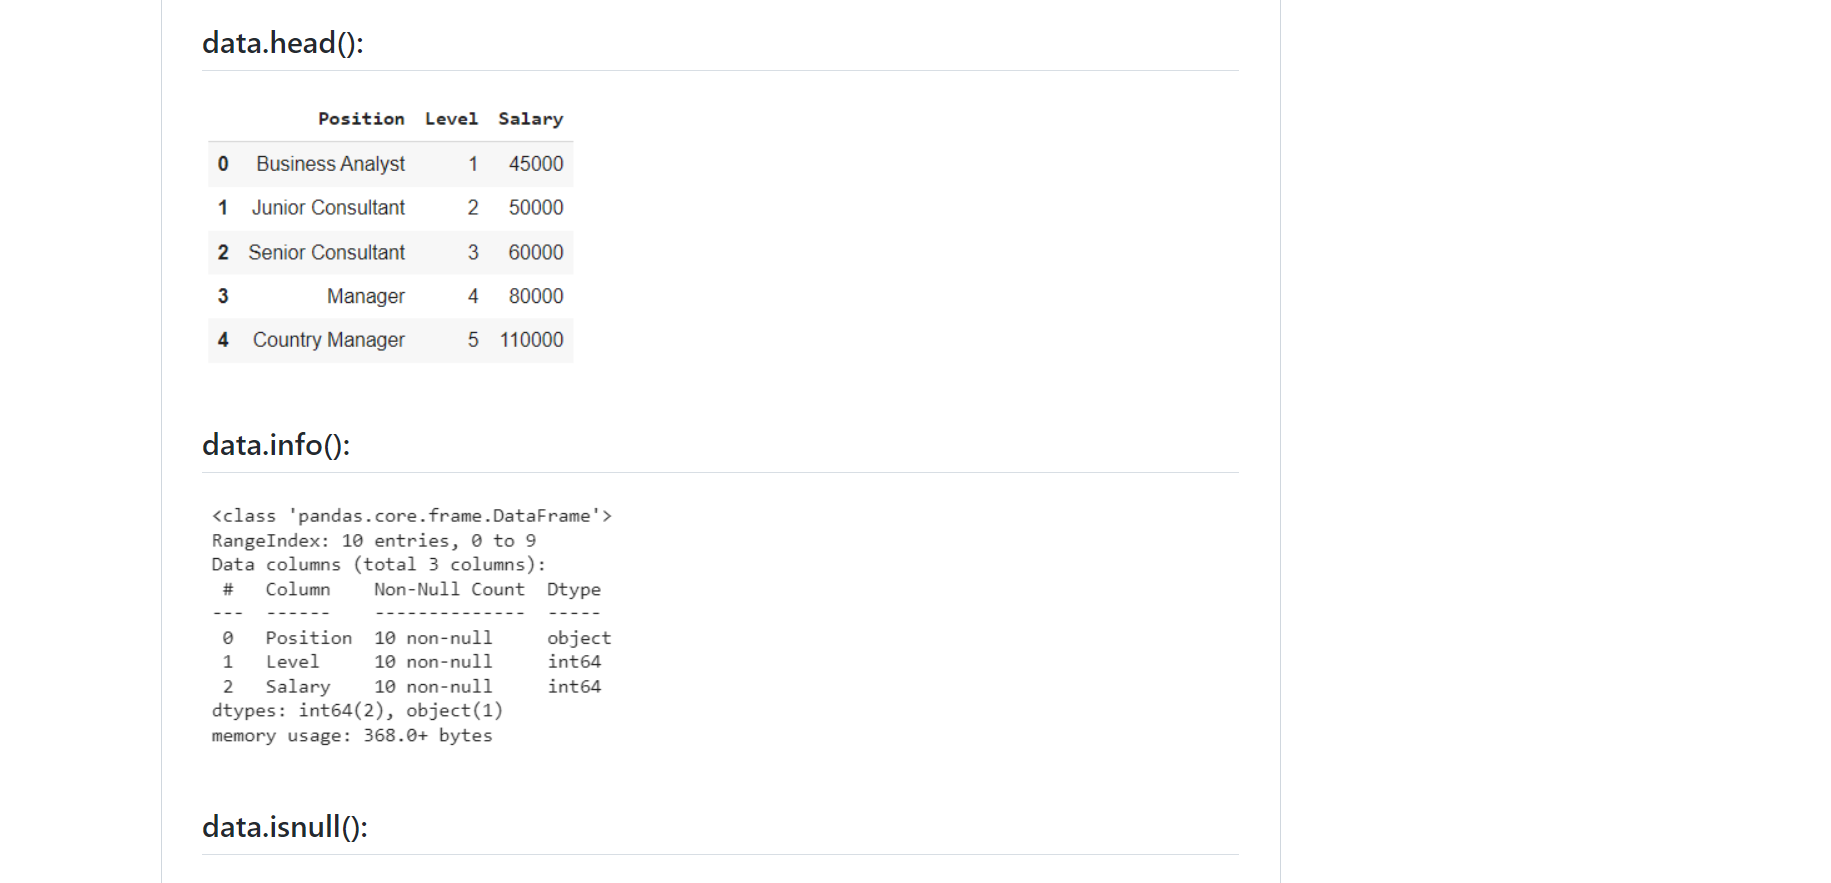 data.head():
Position Level Salary
0 Business Analyst 1 45000
1 Junior Consultant 2 50000
2 Senior Consultant 3 60000
3 Manager 4 80000
4 Country Manager 5 110000
data.info():
<class 'pandas.core.frame.DataFrame'>
RangeIndex: 10 entries, 0 to 9
Data columns (total 3 columns):
# Column Non-Null Count Dtype
--- ------ -------------- -----
0 Position 10 non-null object
1 Level 10 non-null int64
2 Salary 10 non-null int64
dtypes: int64(2), object(1)
memory usage: 368.0+ bytes
data.isnull():